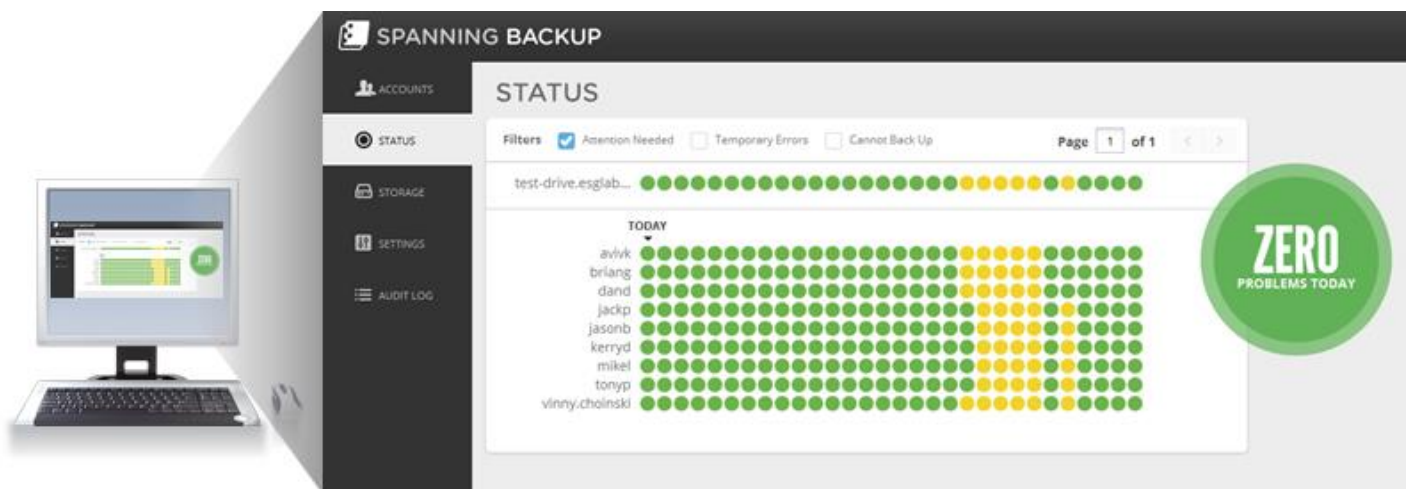 SPANNING BACKUP
ACCOUNTS
STATUS
STORAGE
SETTINGS
AUDIT LOG
STATUS
Filters Attention Needed Temporary Errors Cannot Back Up Page 1 of 1
test-drive.esglab...
TODAY
avivk
briang
dand
jackp
jasonb
kerryd
mikel
tonyp
vinny.choinski
ZERO
PROBLEMS TODAY